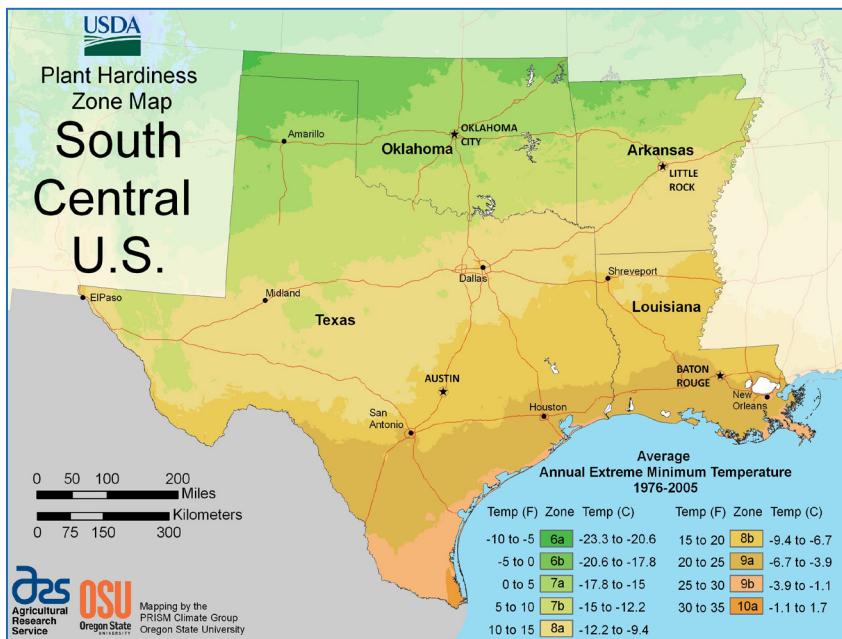 USDA
Plant Hardiness
Zone Map
South
Central
U.S.
Amarillo
Oklahoma
OKLAHOMA
CITY
Arkansas
LITTLE
ROCK
Dallas
Shreveport
ElPaso
Midland
Texas
Louisiana
AUSTIN
BATON
ROUGE
New
Orleans
San
Antonio
Houston
0 50 100 200
Miles
Kilometers
0 75 150 300
Average
Annual Extreme Minimum Temperature
1976-2005
Temp (F) Zone Temp (C) Temp (F) Zone Temp (C)
-10 to -5 6a -23.3 to -20.6 15 to 20 8b -9.4 to -6.7
-5 to 0 6b -20.6 to -17.8 20 to 25 9a -6.7 to -3.9
0 to 5 7a -17.8 to -15 25 to 30 9b -3.9 to -1.1
5 to 10 7b -15 to -12.2 30 to 35 10a -1.1 to 1.7
10 to 15 8a -12.2 to -9.4
ars
Agricultural
Research
Service
OSU
Oregon State
UNIVERSITY
Mapping by the
PRISM Climate Group
Oregon State University